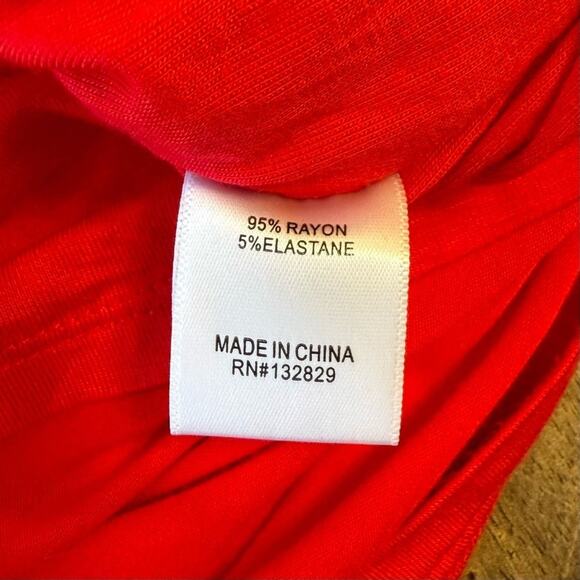 95% RAYON
5%ELASTANE
MADE IN CHINA
RN#132829